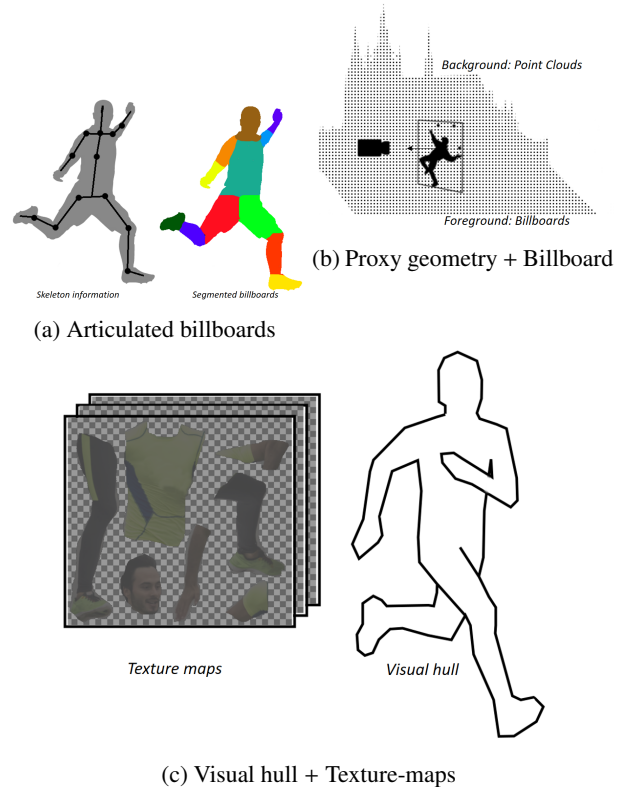 Background: Point Clouds
Skeleton information
Segmented billboards
Foreground: Billboards
(b) Proxy geometry + Billboard
(a) Articulated billboards
Texture maps
Visual hull
(c) Visual hull + Texture-maps